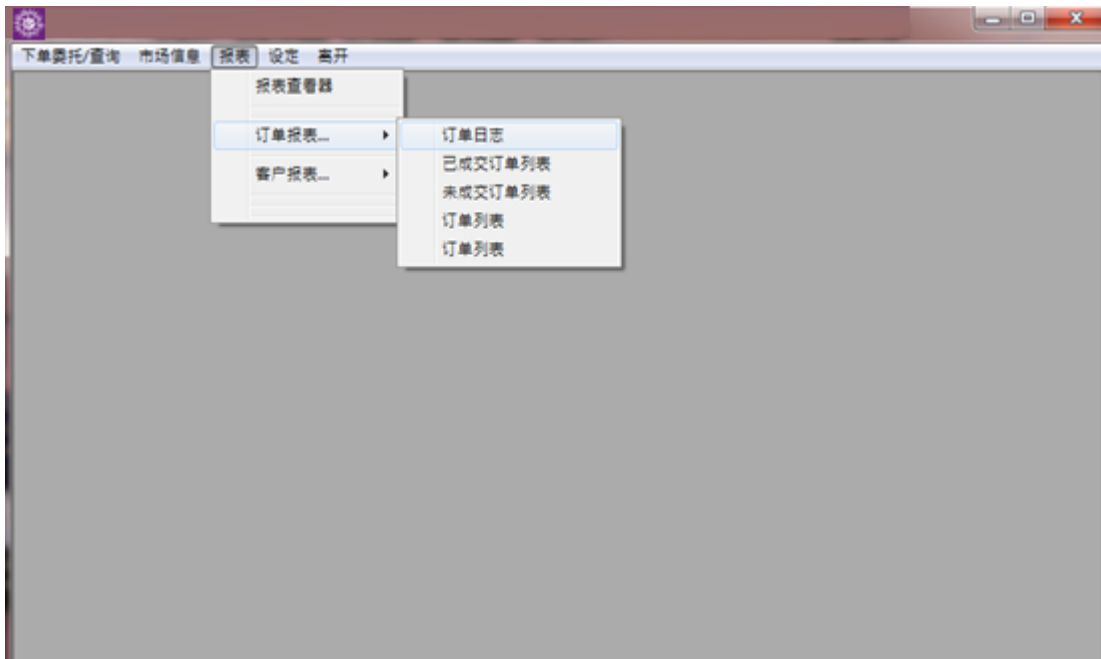 下单委托/查询 市场信息 报表 设定 离开
报表查看器
订单报表...
客户报表...
订单日志
已成交订单列表
未成交订单列表
订单列表
订单列表